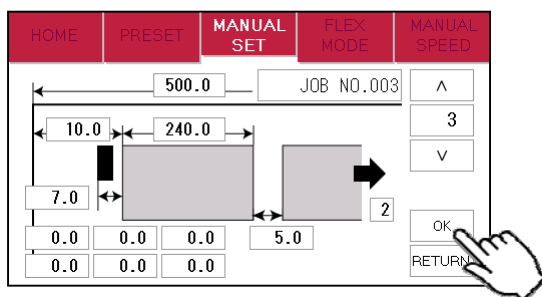 HOME
PRESET
MANUAL
SET
FLEX
MODE
MANUAL
SPEED
500.0
JOB NO.003
10.0
240.0
3
7.0
2
0.0
0.0
0.0
5.0
OK
0.0
0.0
0.0
RETURN